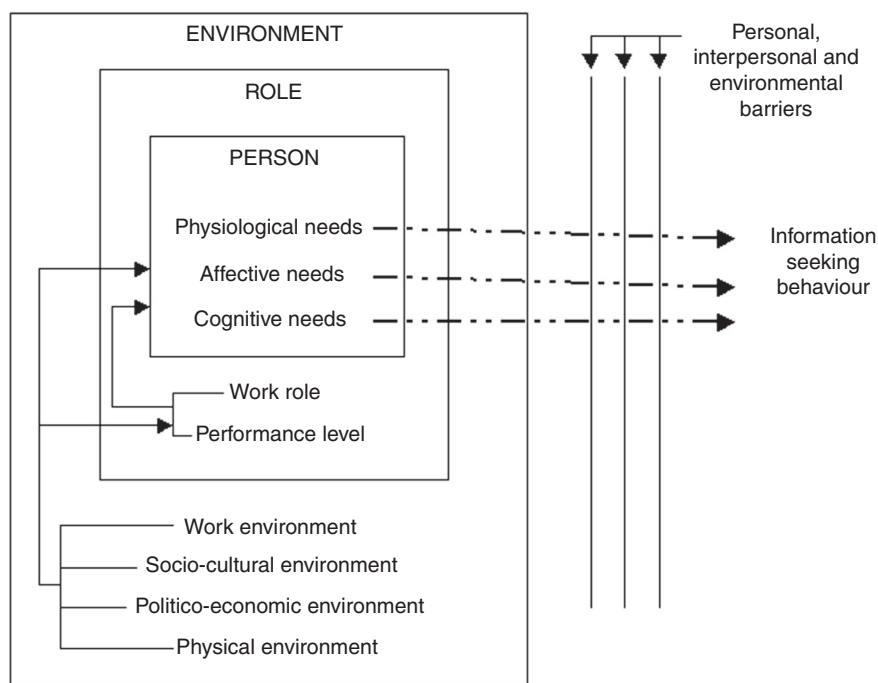 ENVIRONMENT
ROLE
PERSON
Physiological needs
Affective needs
Cognitive needs
Work role
Performance level
Work environment
Socio-cultural environment
Politico-economic environment
Physical environment
Personal,
interpersonal and
environmental
barriers
Information
seeking
behaviour